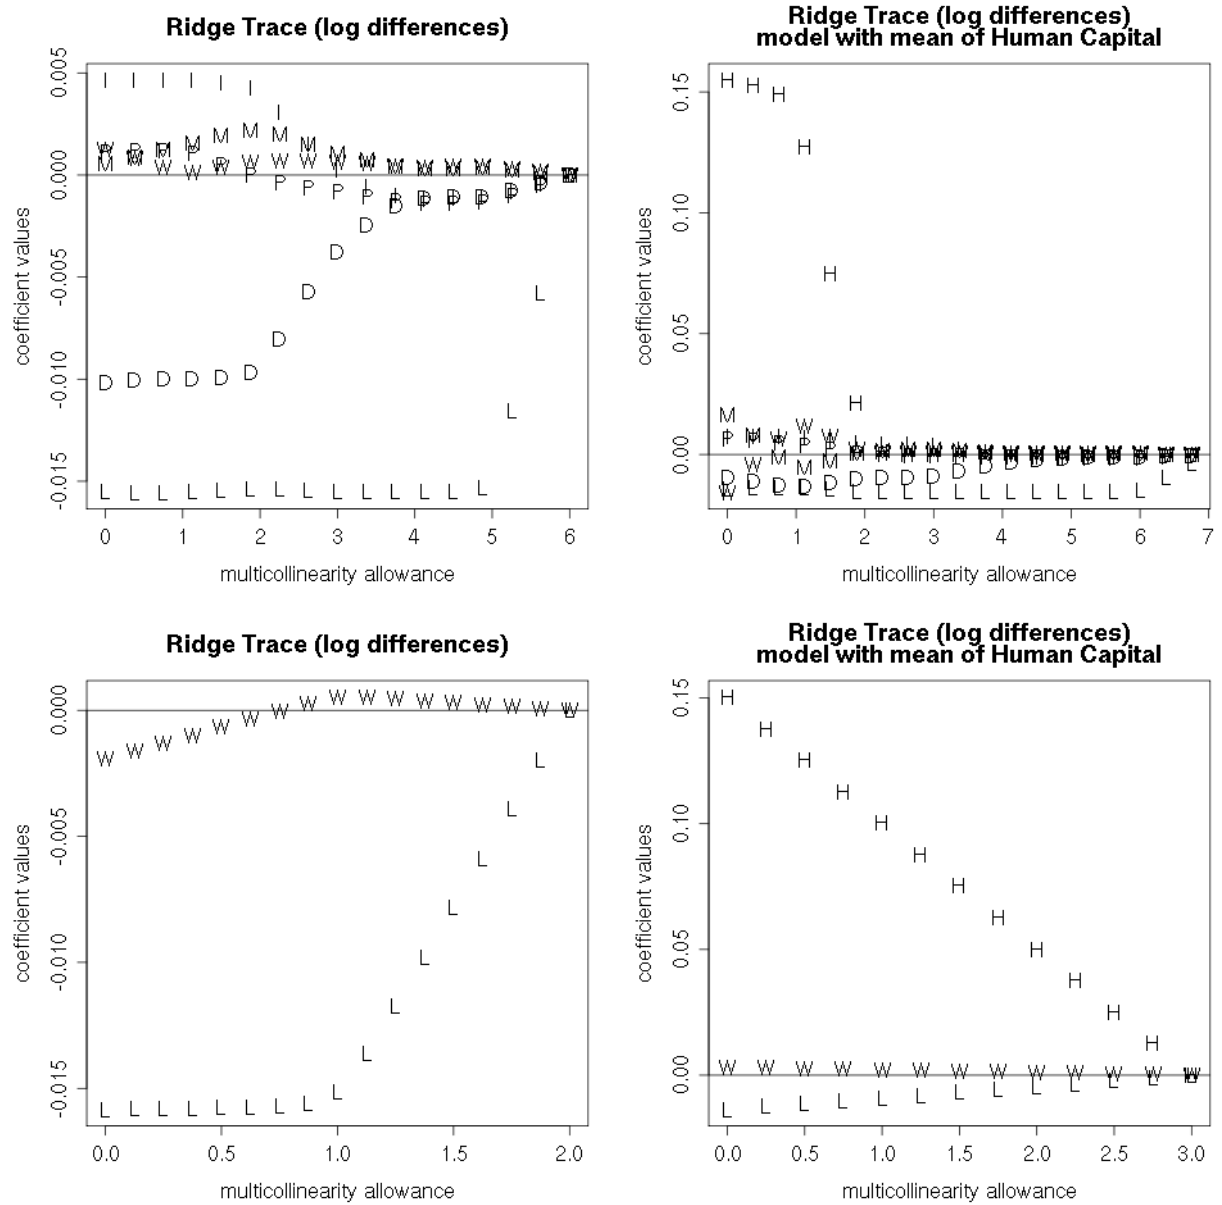 Ridge Trace (log differences)
coefficient values
0.005
0.000
-0.005
-0.010
-0.015
0 1 2 3 4 5 6
multicollinearity allowance
Ridge Trace (log differences)
model with mean of Human Capital
coefficient values
0.15
0.10
0.05
0.00
0 1 2 3 4 5 6 7
multicollinearity allowance
Ridge Trace (log differences)
coefficient values
0.000
-0.005
-0.010
-0.015
0.0 0.5 1.0 1.5 2.0
multicollinearity allowance
Ridge Trace (log differences)
model with mean of Human Capital
coefficient values
0.15
0.10
0.05
0.00
0.0 0.5 1.0 1.5 2.0 2.5 3.0
multicollinearity allowance